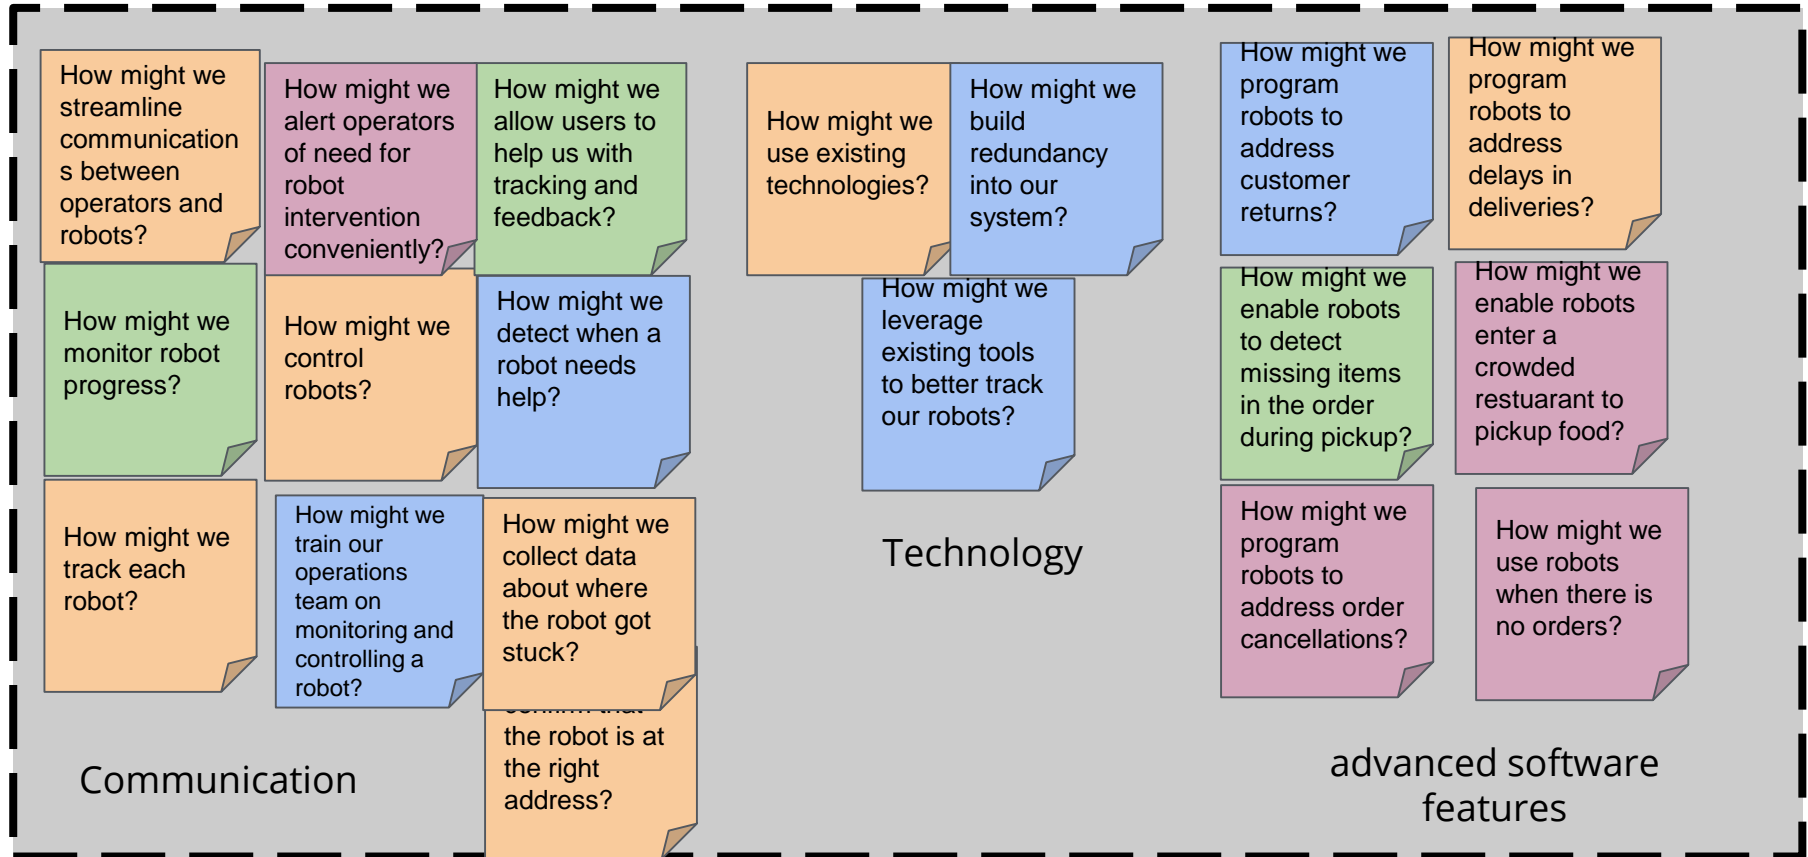 How might we
streamline
communication
s between
operators and
robots?
How might we
alert operators
of need for
robot
intervention
conveniently?
How might we
allow users to
help us with
tracking and
feedback?
How might we
monitor robot
progress?
How might we
control
robots?
How might we
detect when a
robot needs
help?
How might we
track each
robot?
How might we
train our
operations
team on
monitoring and
controlling a
robot?
How might we
collect data
about where
the robot got
stuck?
confirm that
the robot is at
the right
address?
Communication
How might we
use existing
technologies?
How might we
build
redundancy
into our
system?
How might we
leverage
existing tools
to better track
our robots?
Technology
How might we
program
robots to
address
customer
returns?
How might we
program
robots to
address
delays in
deliveries?
How might we
enable robots
to detect
missing items
in the order
during pickup?
How might we
enable robots
enter a
crowded
restuarant to
pickup food?
How might we
program
robots to
address order
cancellations?
How might we
use robots
when there is
no orders?
advanced software
features